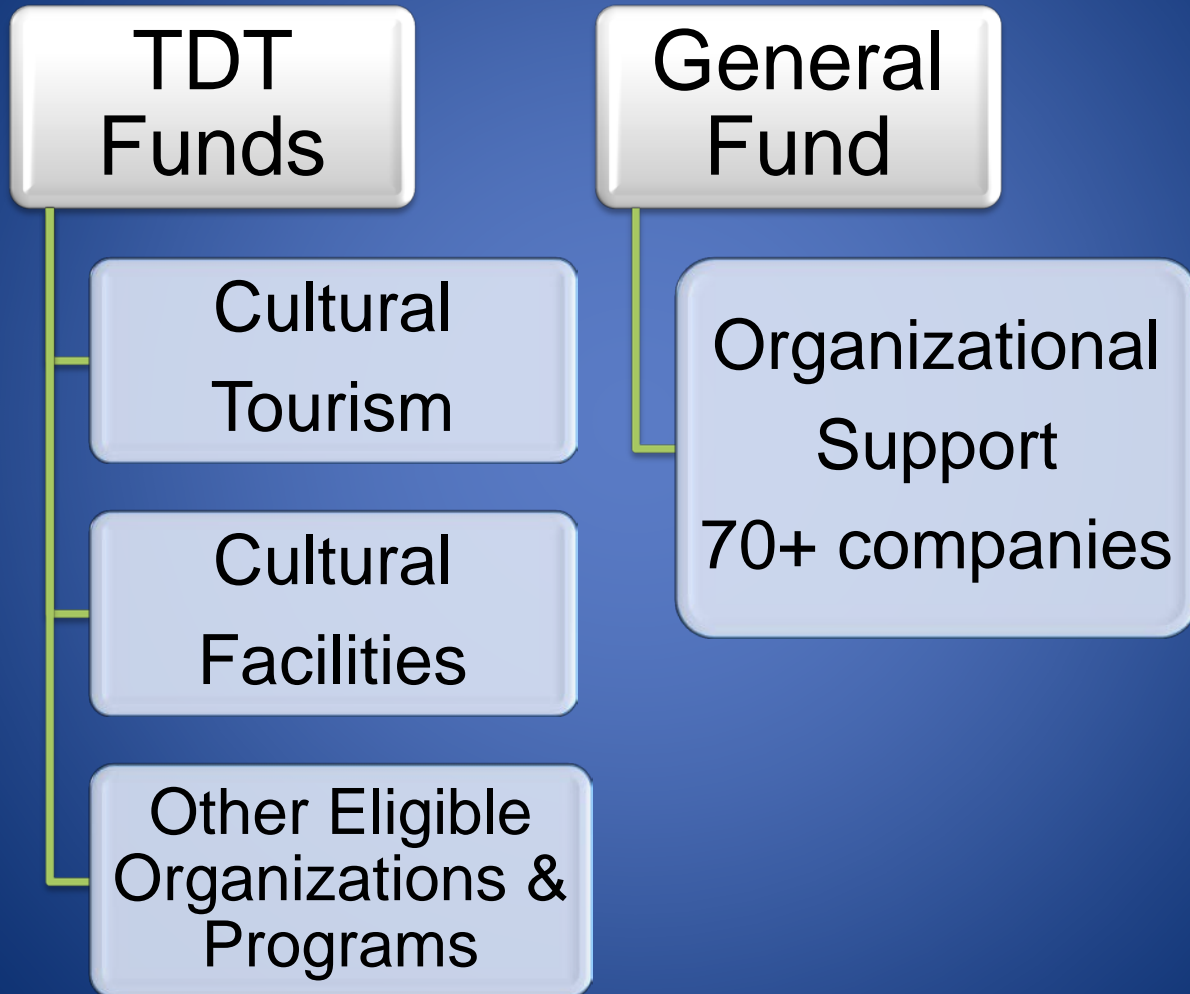 TDT
Funds
Cultural
Tourism
Cultural
Facilities
Other Eligible
Organizations &
Programs
General
Fund
Organizational
Support
70+ companies